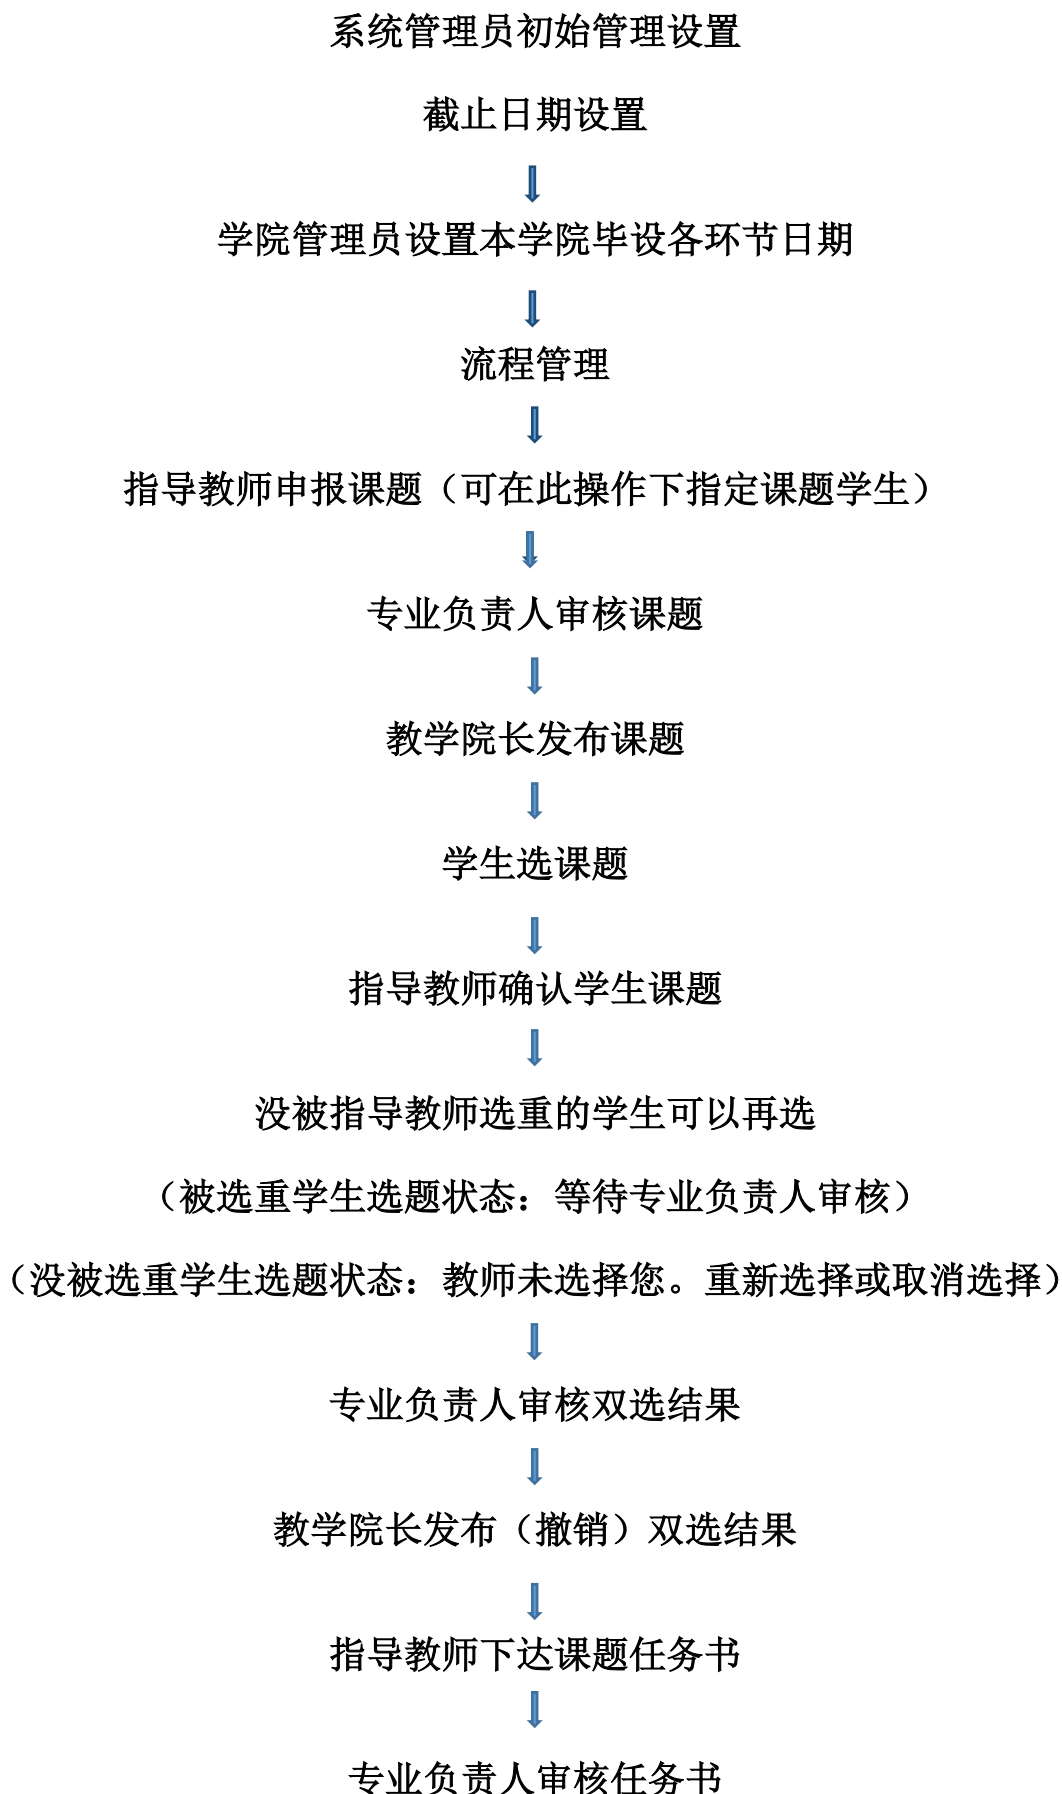 系统管理员初始管理设置
截止日期设置
学院管理员设置本学院毕设各环节日期
流程管理
指导教师申报课题（可在此操作下指定课题学生）
专业负责人审核课题
教学院长发布课题
学生选课题
指导教师确认学生课题
没被指导教师选重的学生可以再选
（被选重学生选题状态：等待专业负责人审核）
（没被选重学生选题状态：教师未选择您。重新选择或取消选择）
专业负责人审核双选结果
教学院长发布（撤销）双选结果
指导教师下达课题任务书
专业负责人审核任务书